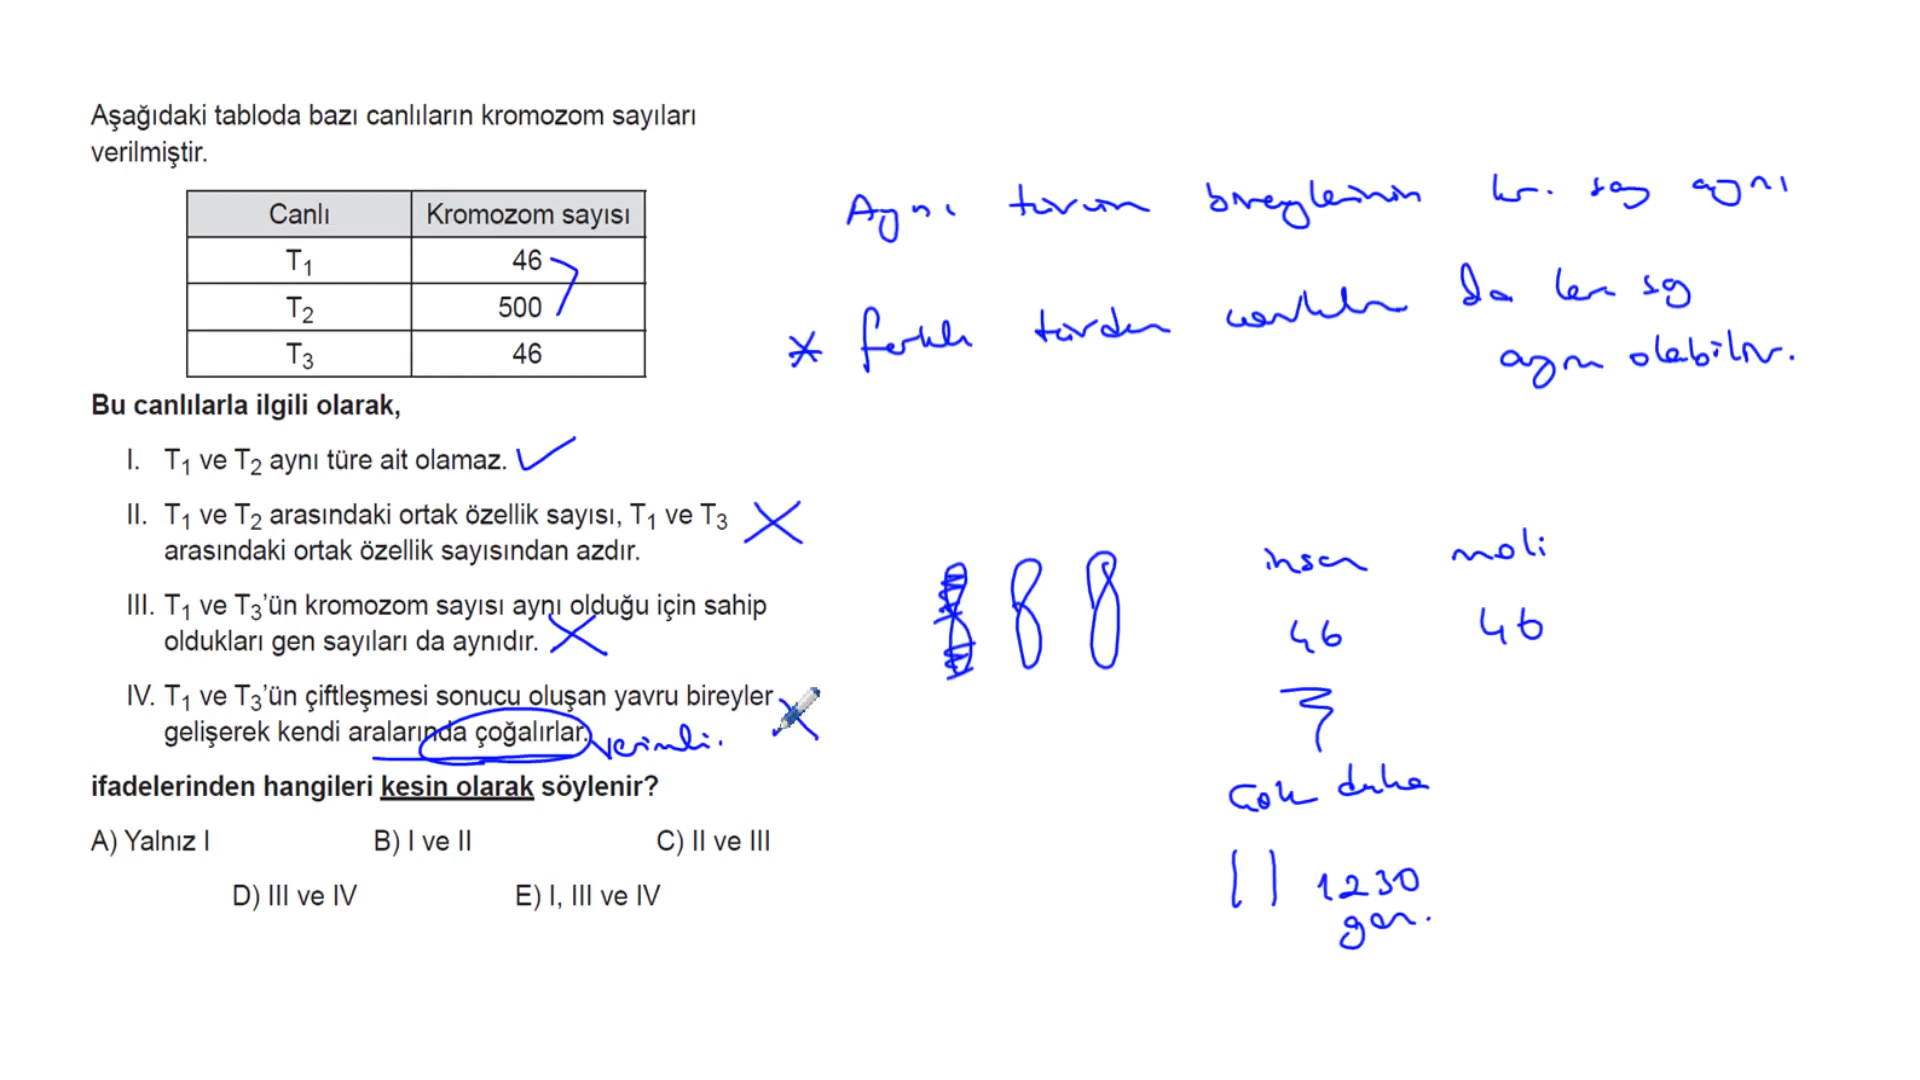 Aşağıdaki tabloda bazı canlıların kromozom sayıları
verilmiştir.
Canlı Kromozom sayısı
T₁ 46
T₂ 500
T₃ 46
Bu canlılarla ilgili olarak,
I. T₁ ve T₂ aynı türe ait olamaz.
II. T₁ ve T₂ arasındaki ortak özellik sayısı, T₁ ve T₃
arasındaki ortak özellik sayısından azdır.
III. T₁ ve T₃'ün kromozom sayısı aynı olduğu için sahip
oldukları gen sayıları da aynıdır.
IV. T₁ ve T₃'ün çiftleşmesi sonucu oluşan yavru bireyler
gelişerek kendi aralarında çoğalırlar. verimli.
ifadelerinden hangileri kesin olarak söylenir?
A) Yalnız I B) I ve II C) II ve III
D) III ve IV E) I, III ve IV
Aynı türün bireylerinin kr. say aynı
* farklı türden canlıların da kr say
aynı olabilir.
insan moli
46 46
çok daha
1230
gen.